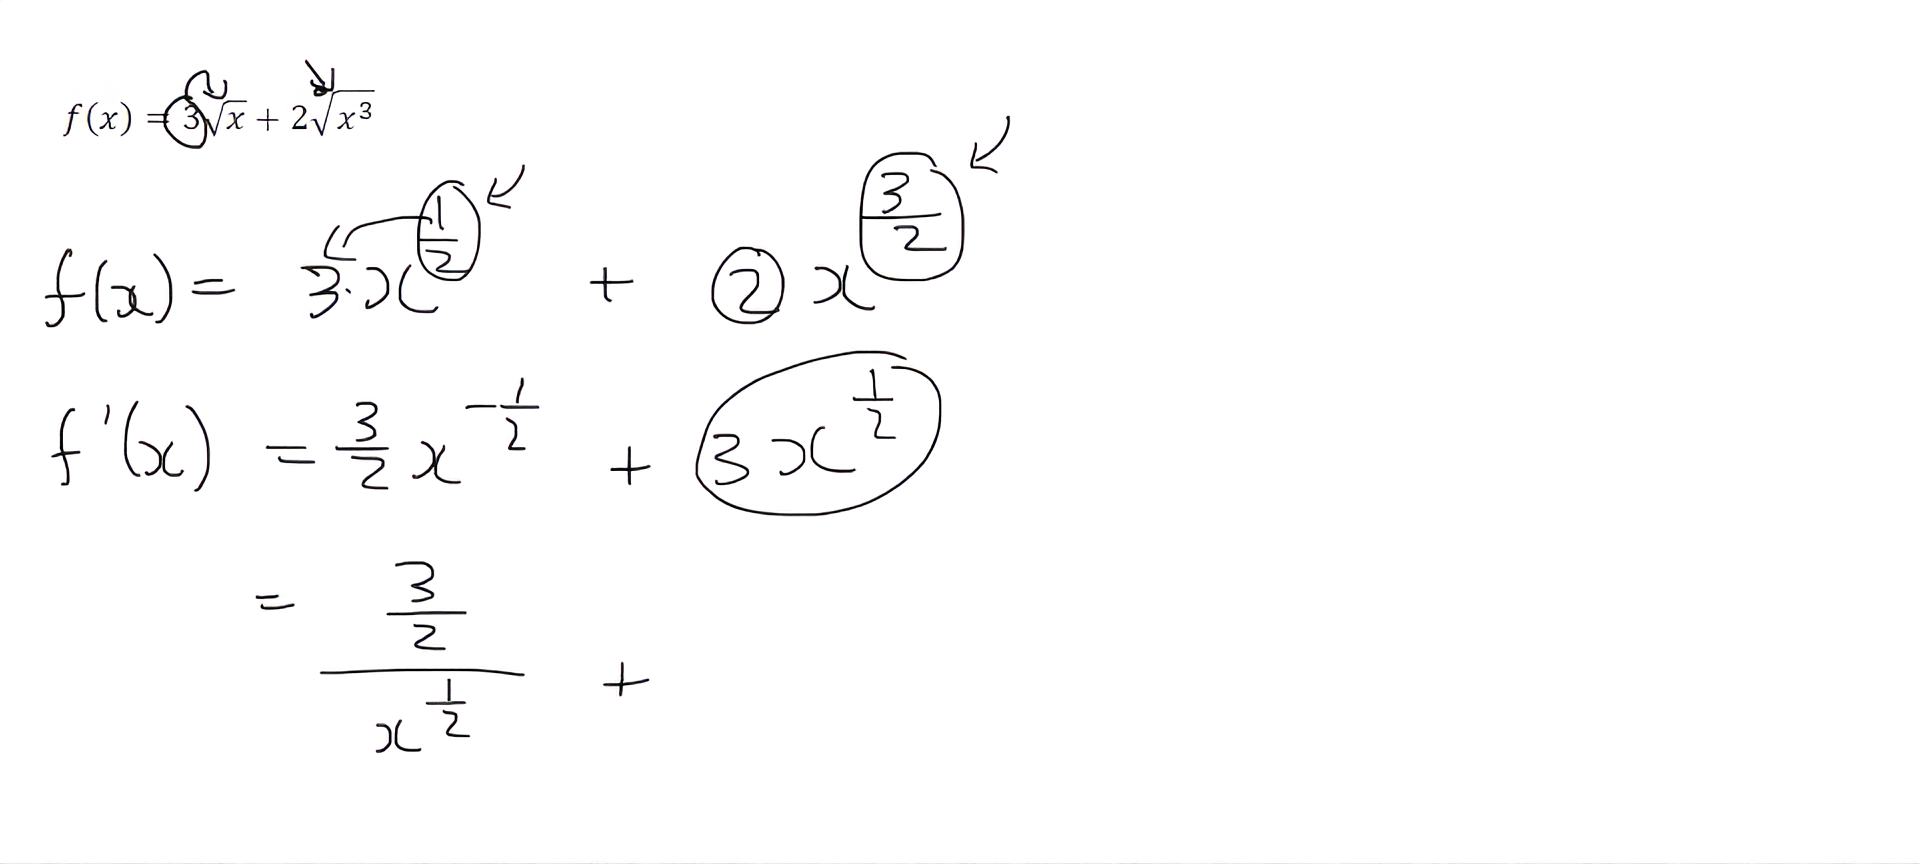 f(x) = 3√x + 2√x³
f(x) = 3·x^(1/2) + 2x^(3/2)
f'(x) = 3/2 x^(-1/2) + 3x^(1/2)
= (3/2)/(x^(1/2)) +